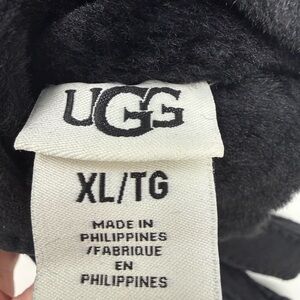 UGG
XL/TG
MADE IN
PHILIPPINES
/FABRIQUE
EN
PHILIPPINES